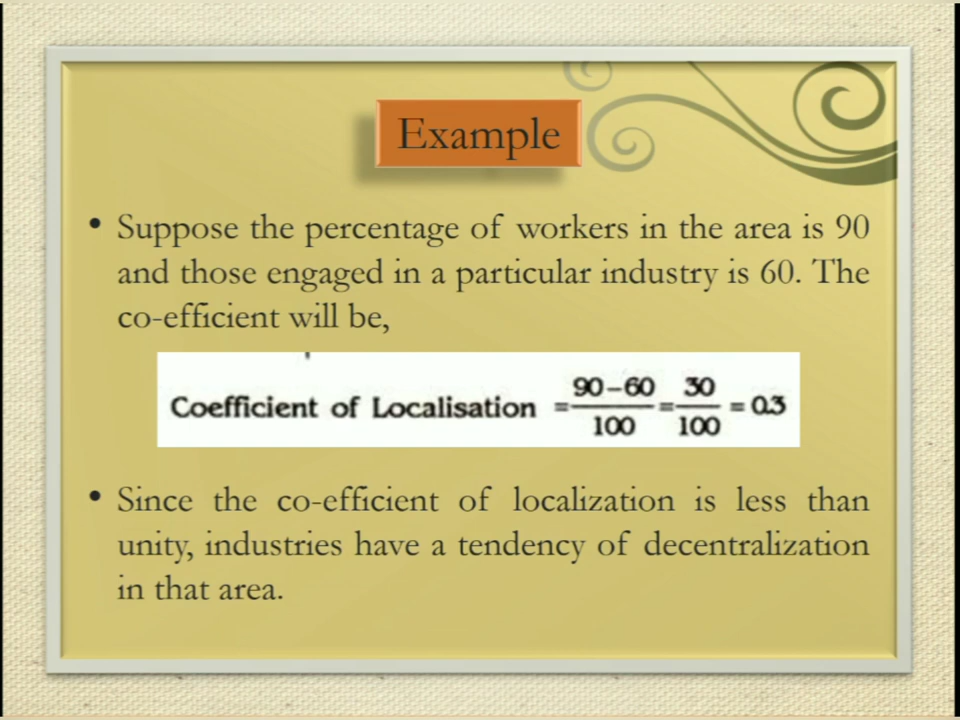 Example
• Suppose the percentage of workers in the area is 90
and those engaged in a particular industry is 60. The
co-efficient will be,
Coefficient of Localisation = 90-60/100 = 30/100 = 0.3
• Since the co-efficient of localization is less than
unity, industries have a tendency of decentralization
in that area.